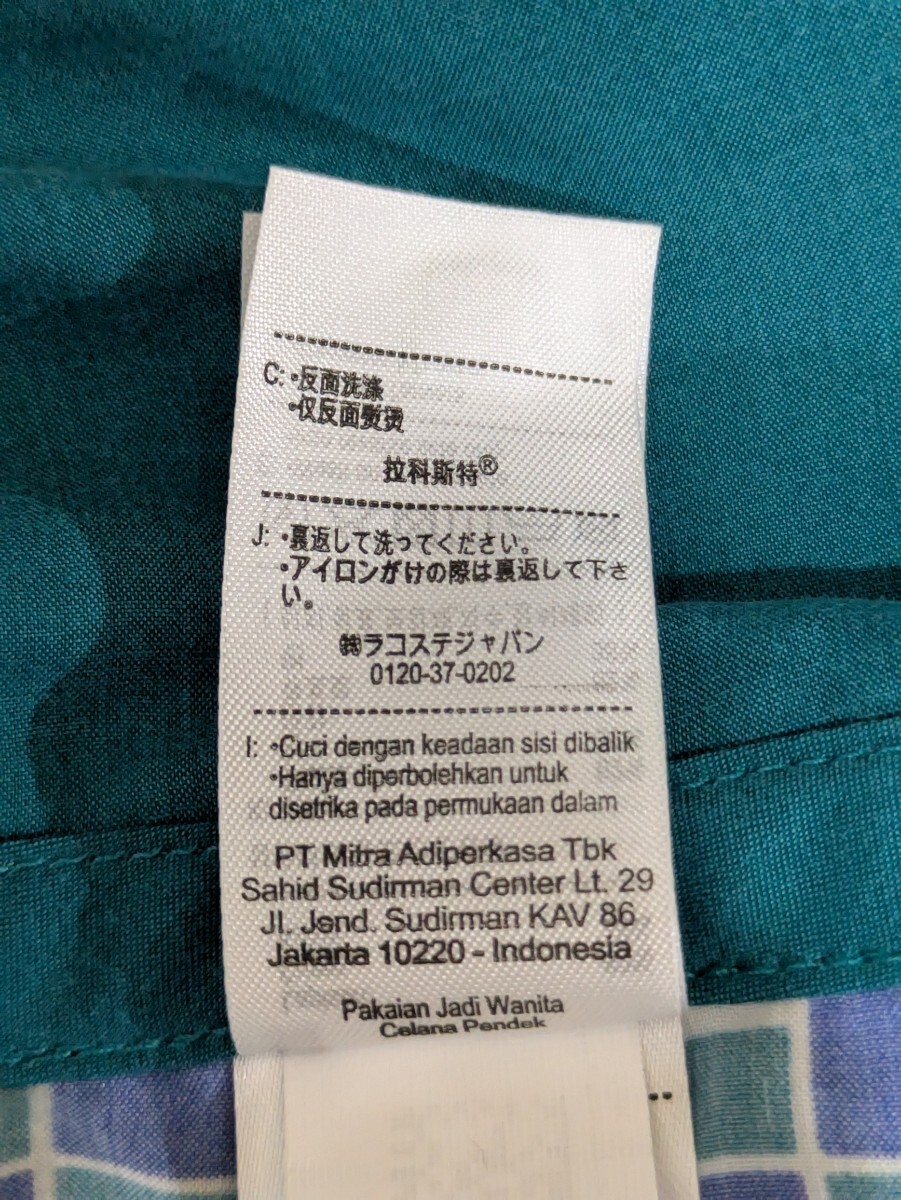 C: •反面洗涤
•仅反面熨烫
拉科斯特®
J: •裏返して洗ってください。
•アイロンがけの際は裏返して下さ
い。
㈱ラコステジャパン
0120-37-0202
I: •Cuci dengan keadaan sisi dibalik
•Hanya diperbolehkan untuk
disetrika pada permukaan dalam
PT Mitra Adiperkasa Tbk
Sahid Sudirman Center Lt. 29
Jl. Jend. Sudirman KAV 86
Jakarta 10220 - Indonesia
Pakaian Jadi Wanita
Celana Pendek